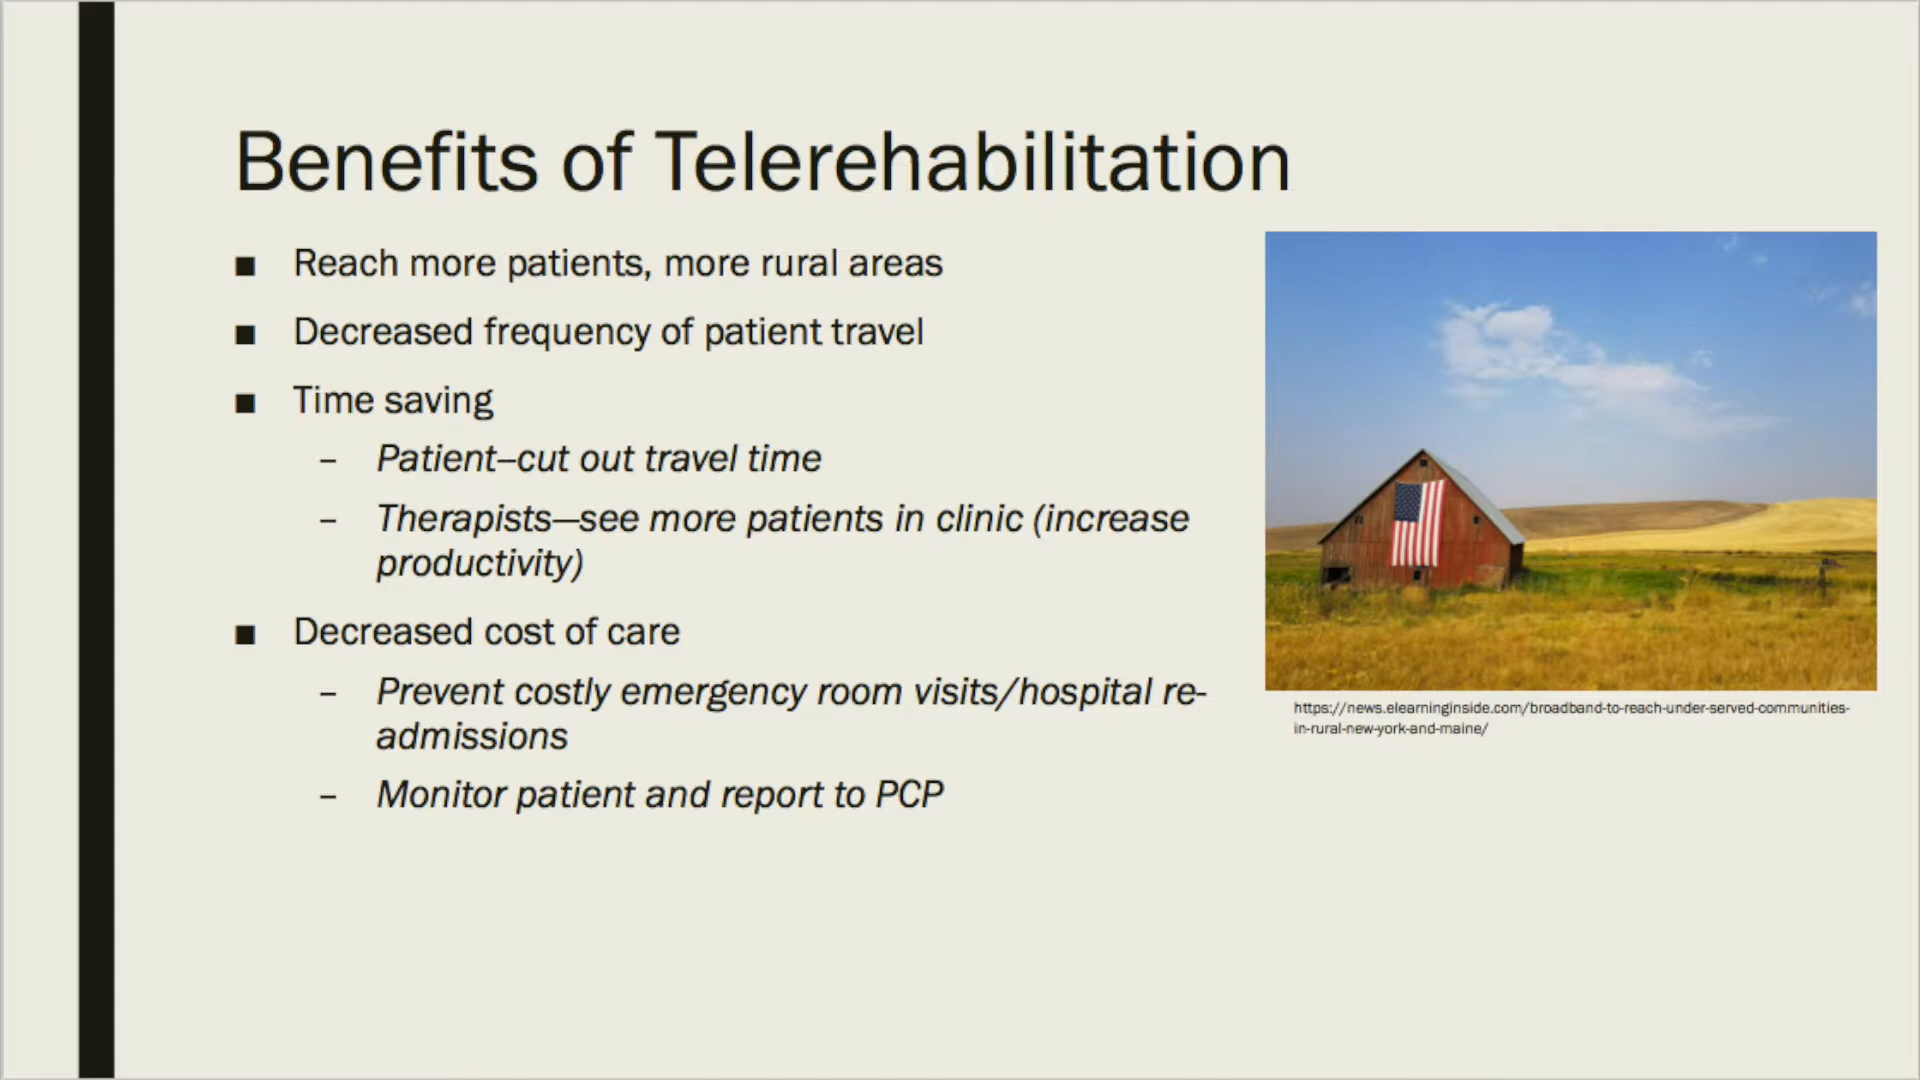 Benefits of Telerehabilitation
■ Reach more patients, more rural areas
■ Decreased frequency of patient travel
■ Time saving
– Patient–cut out travel time
– Therapists—see more patients in clinic (increase
productivity)
■ Decreased cost of care
– Prevent costly emergency room visits/hospital re-
admissions
– Monitor patient and report to PCP
https://news.elearninginside.com/broadband-to-reach-under-served-communities-
in-rural-new-york-and-maine/